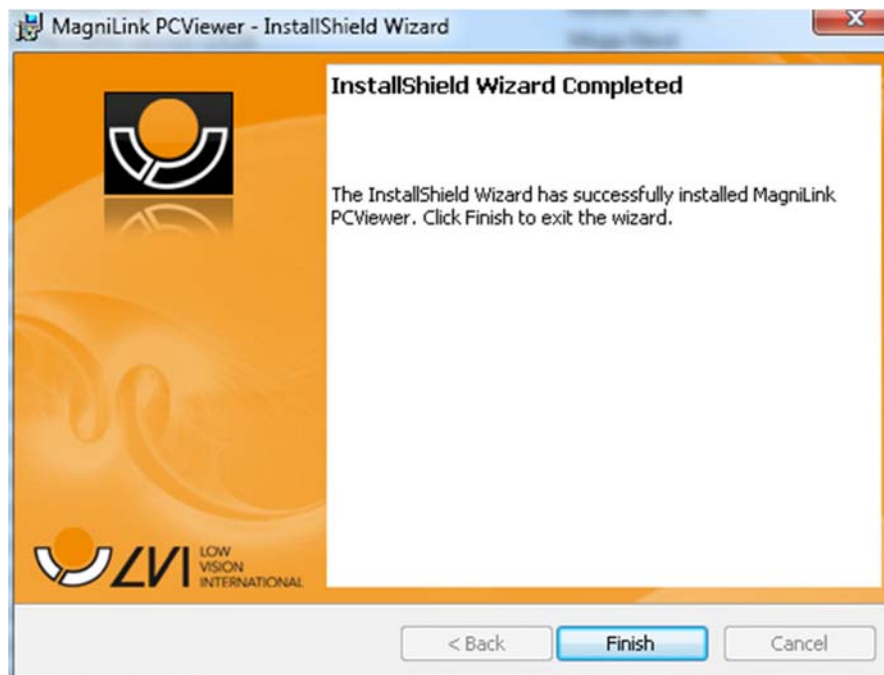 MagniLink PCViewer - InstallShield Wizard
InstallShield Wizard Completed
The InstallShield Wizard has successfully installed MagniLink
PCViewer. Click Finish to exit the wizard.
LVI LOW
VISION
INTERNATIONAL
< Back
Finish
Cancel